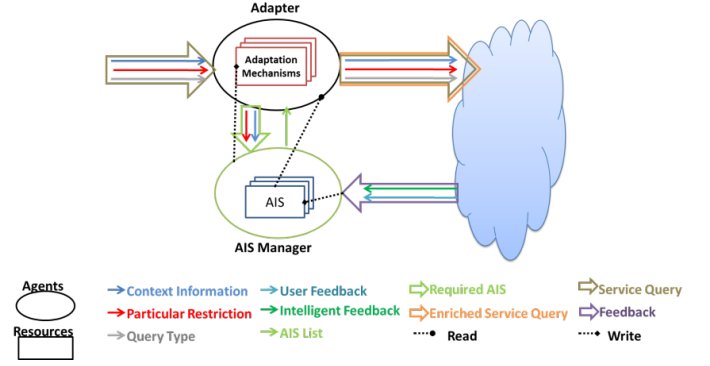 Adapter
Adaptation
Mechanisms
AIS
AIS Manager
Agents
Resources
Context Information
Particular Restriction
Query Type
User Feedback
Intelligent Feedback
AIS List
Required AIS
Enriched Service Query
Read
Service Query
Feedback
Write